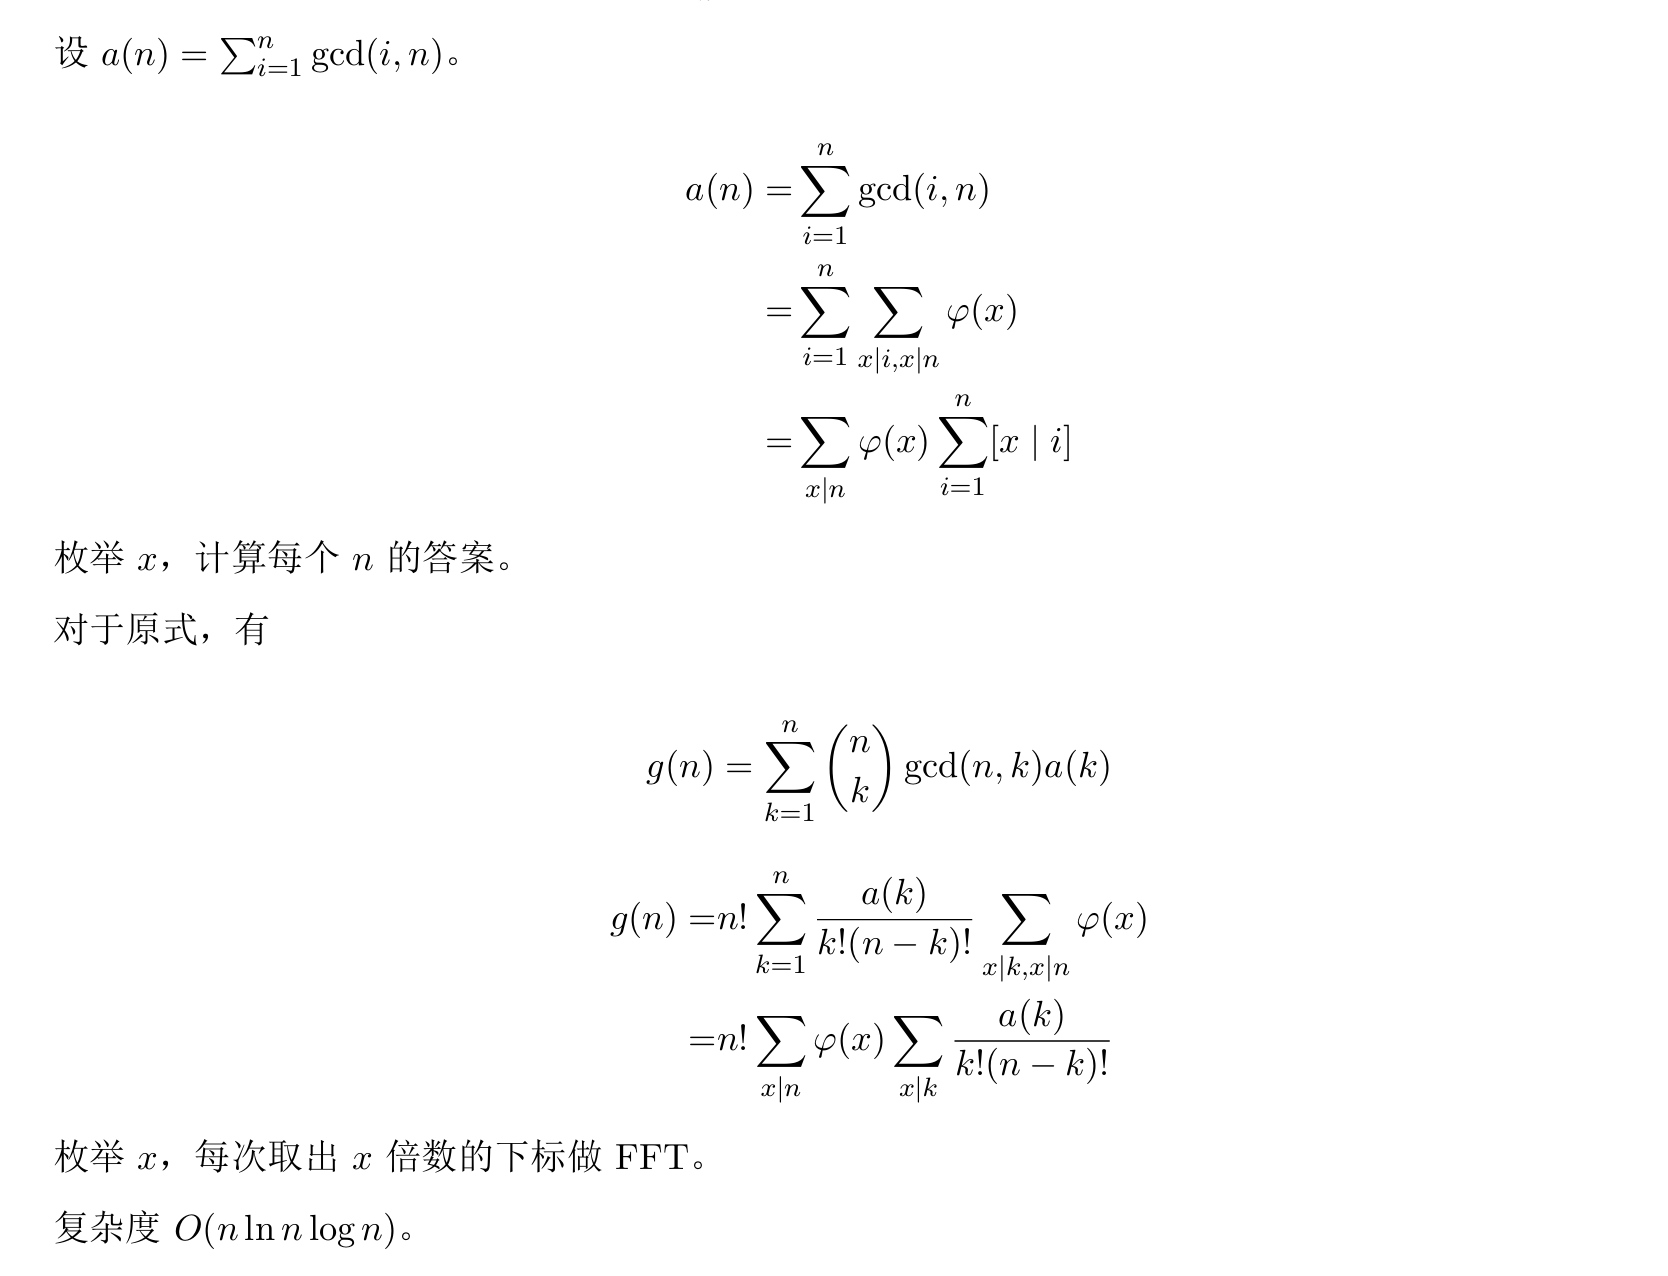 设 a(n) = ∑_{i=1}^{n} gcd(i, n)。
a(n) = ∑_{i=1}^{n} gcd(i, n)
= ∑_{i=1}^{n} ∑_{x|i,x|n} φ(x)
= ∑_{x|n} φ(x) ∑_{i=1}^{n} [x | i]
枚举 x，计算每个 n 的答案。
对于原式，有
g(n) = ∑_{k=1}^{n} \binom{n}{k} gcd(n, k)a(k)
g(n) = n! ∑_{k=1}^{n} \frac{a(k)}{k!(n − k)!} ∑_{x|k,x|n} φ(x)
= n! ∑_{x|n} φ(x) ∑_{x|k} \frac{a(k)}{k!(n − k)!}
枚举 x，每次取出 x 倍数的下标做 FFT。
复杂度 O(n ln n log n)。